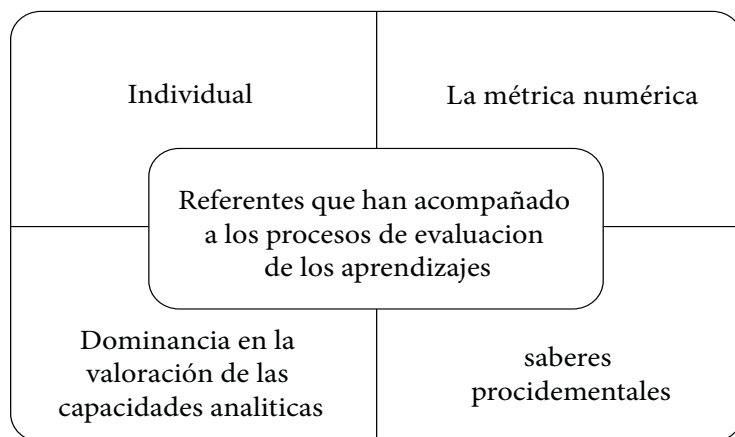 Individual
La métrica numérica
Referentes que han acompañado
a los procesos de evaluacion
de los aprendizajes
Dominancia en la
valoración de las
capacidades analiticas
saberes
procidementales